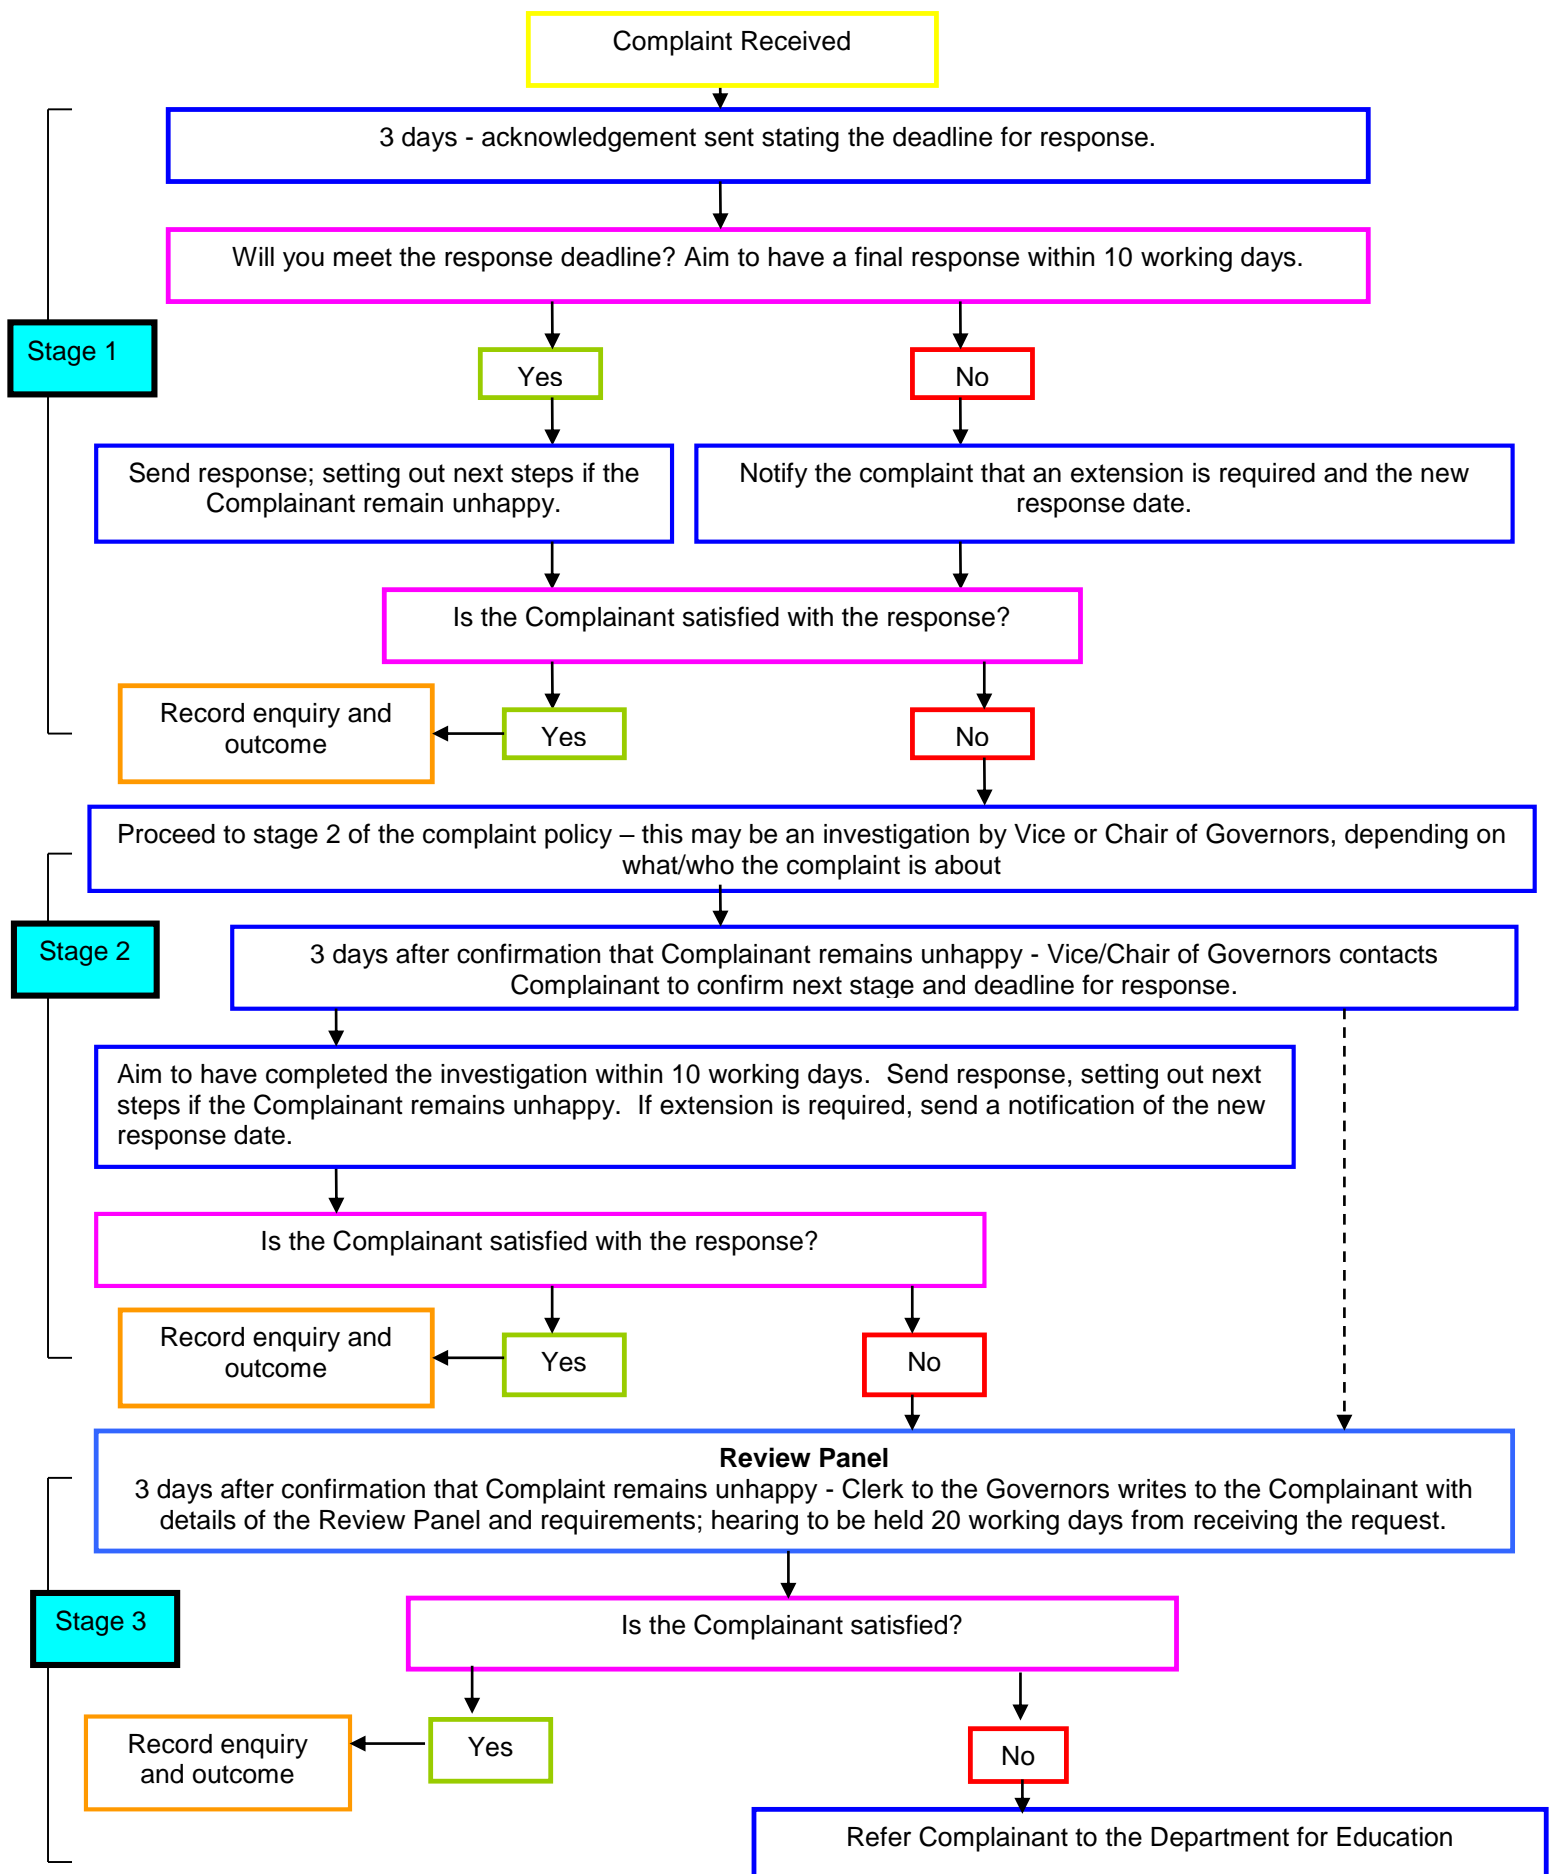 Complaint Received
3 days - acknowledgement sent stating the deadline for response.
Will you meet the response deadline? Aim to have a final response within 10 working days.
Stage 1
Yes
No
Send response; setting out next steps if the
Complainant remain unhappy.
Notify the complaint that an extension is required and the new
response date.
Is the Complainant satisfied with the response?
Record enquiry and
outcome
Yes
No
Proceed to stage 2 of the complaint policy – this may be an investigation by Vice or Chair of Governors, depending on
what/who the complaint is about
Stage 2
3 days after confirmation that Complainant remains unhappy - Vice/Chair of Governors contacts
Complainant to confirm next stage and deadline for response.
Aim to have completed the investigation within 10 working days.  Send response, setting out next
steps if the Complainant remains unhappy.  If extension is required, send a notification of the new
response date.
Is the Complainant satisfied with the response?
Record enquiry and
outcome
Yes
No
Review Panel
3 days after confirmation that Complaint remains unhappy - Clerk to the Governors writes to the Complainant with
details of the Review Panel and requirements; hearing to be held 20 working days from receiving the request.
Stage 3
Is the Complainant satisfied?
Record enquiry
and outcome
Yes
No
Refer Complainant to the Department for Education